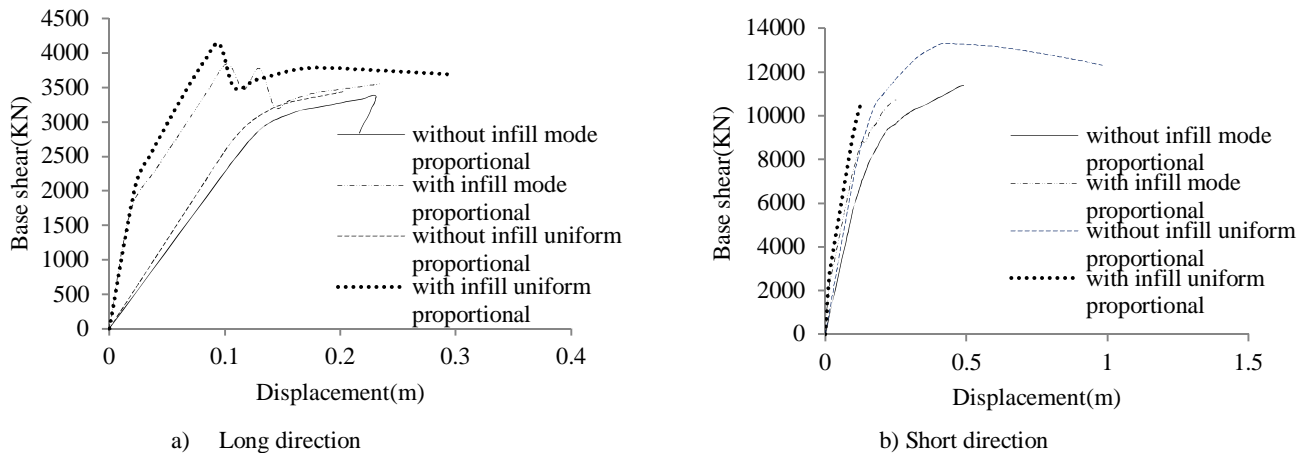 Base shear(KN)
4500
4000
3500
3000
2500
2000
1500
1000
500
0
0 0.1 0.2 0.3 0.4
Displacement(m)
without infill mode
proportional
with infill mode
proportional
without infill uniform
proportional
with infill uniform
proportional
a) Long direction
Base shear(KN)
14000
12000
10000
8000
6000
4000
2000
0
0 0.5 1 1.5
Displacement(m)
without infill mode
proportional
with infill mode
proportional
without infill uniform
proportional
with infill uniform
proportional
b) Short direction